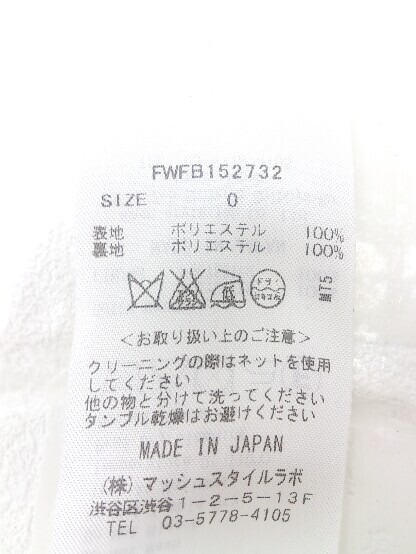 FWFB152732
SIZE 0
表地 ポリエステル 100%
裏地 ポリエステル 100%
MT5
＜お取り扱い上のご注意＞
クリーニングの際はネットを使用
してください
他の物と分けて洗ってください
タンブル乾燥はお避けください
MADE IN JAPAN
(株) マッシュスタイルラボ
渋谷区渋谷1-2-5-13F
TEL 03-5778-4105